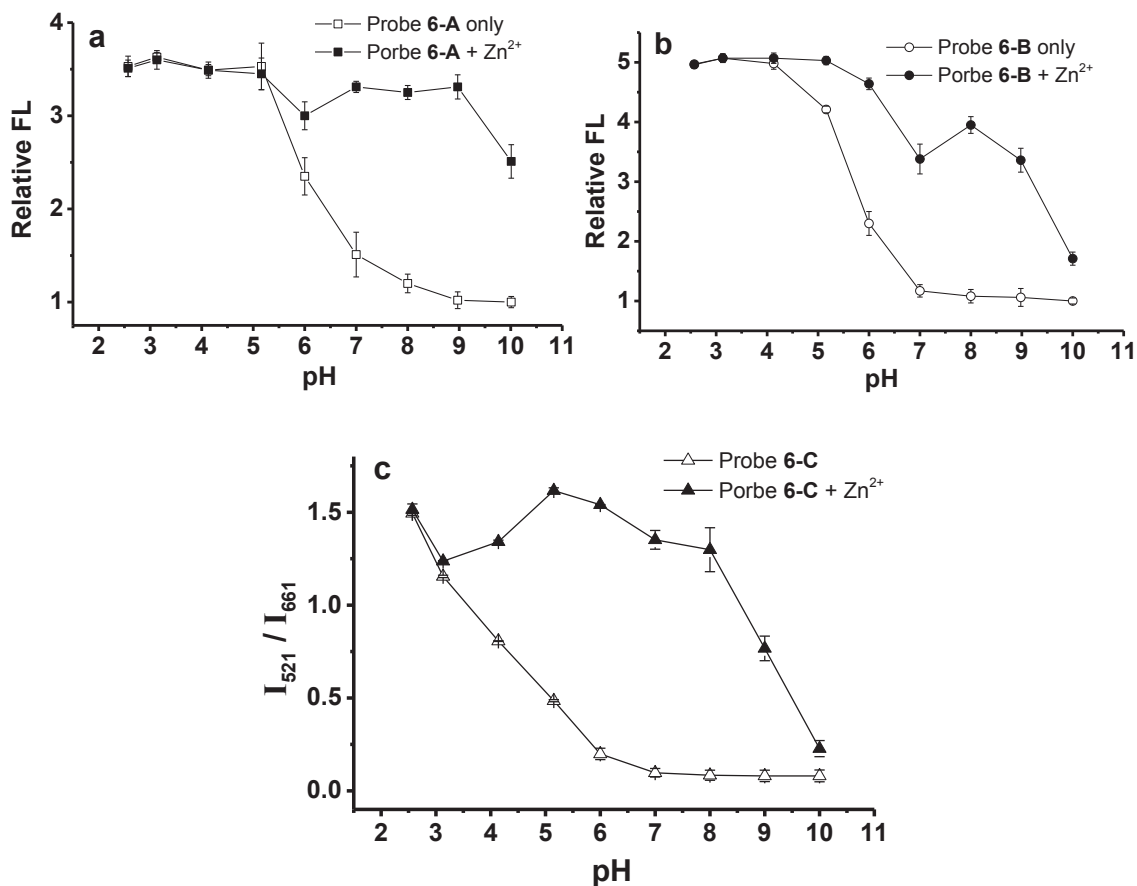 a
Probe 6-A only
Porbe 6-A + Zn²⁺
4
3
2
1
Relative FL
2 3 4 5 6 7 8 9 10 11
pH
b
Probe 6-B only
Porbe 6-B + Zn²⁺
5
4
3
2
1
Relative FL
2 3 4 5 6 7 8 9 10 11
pH
c
Probe 6-C
Porbe 6-C + Zn²⁺
1.5
1.0
0.5
0.0
I₅₂₁ / I₆₆₁
2 3 4 5 6 7 8 9 10 11
pH